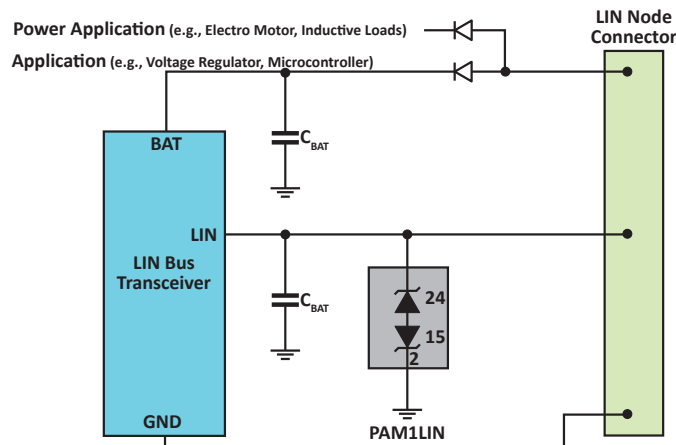 LIN Node
Connector
Power Application (e.g., Electro Motor, Inductive Loads)
Application (e.g., Voltage Regulator, Microcontroller)
BAT
CBAT
LIN
LIN Bus
Transceiver
CBAT
24
15
2
GND
PAM1LIN